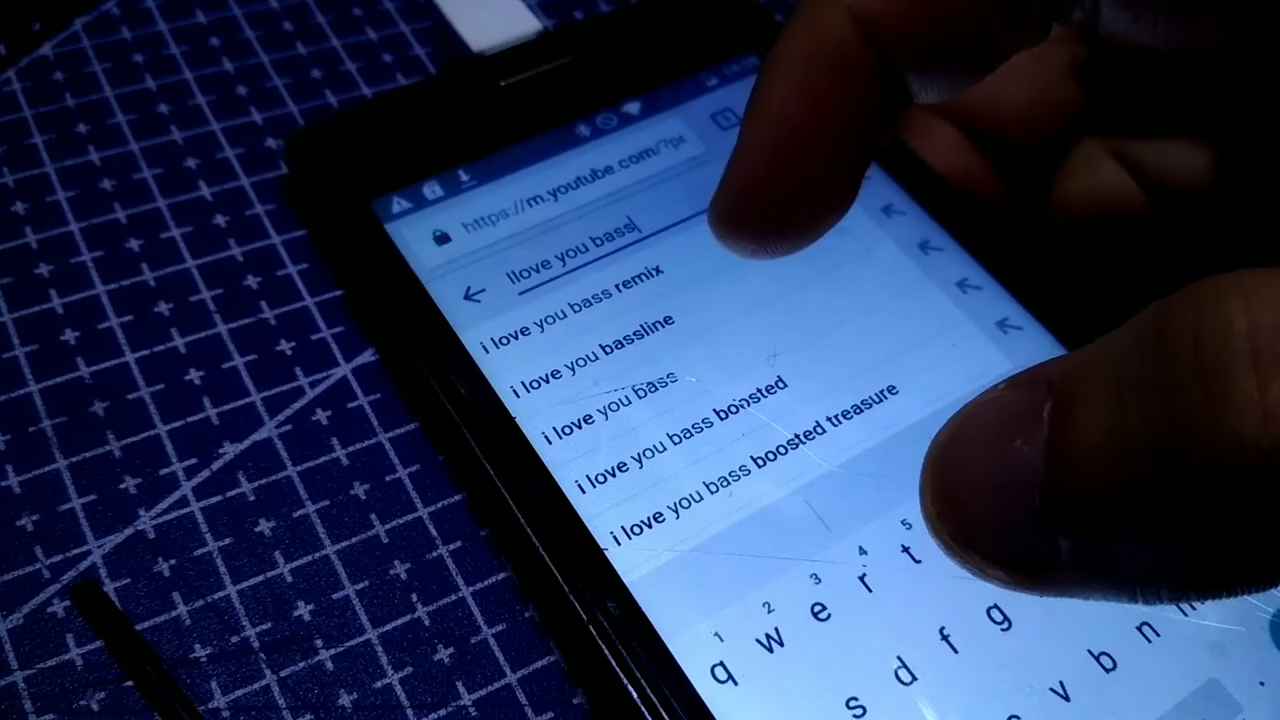 https://m.youtube.com/?p
Ilove you bass
i love you bass remix
i love you bassline
i love you bass
i love you bass boosted
i love you bass boosted treasure
1 2 3 4 5
q w e r t
s d f g
v b n